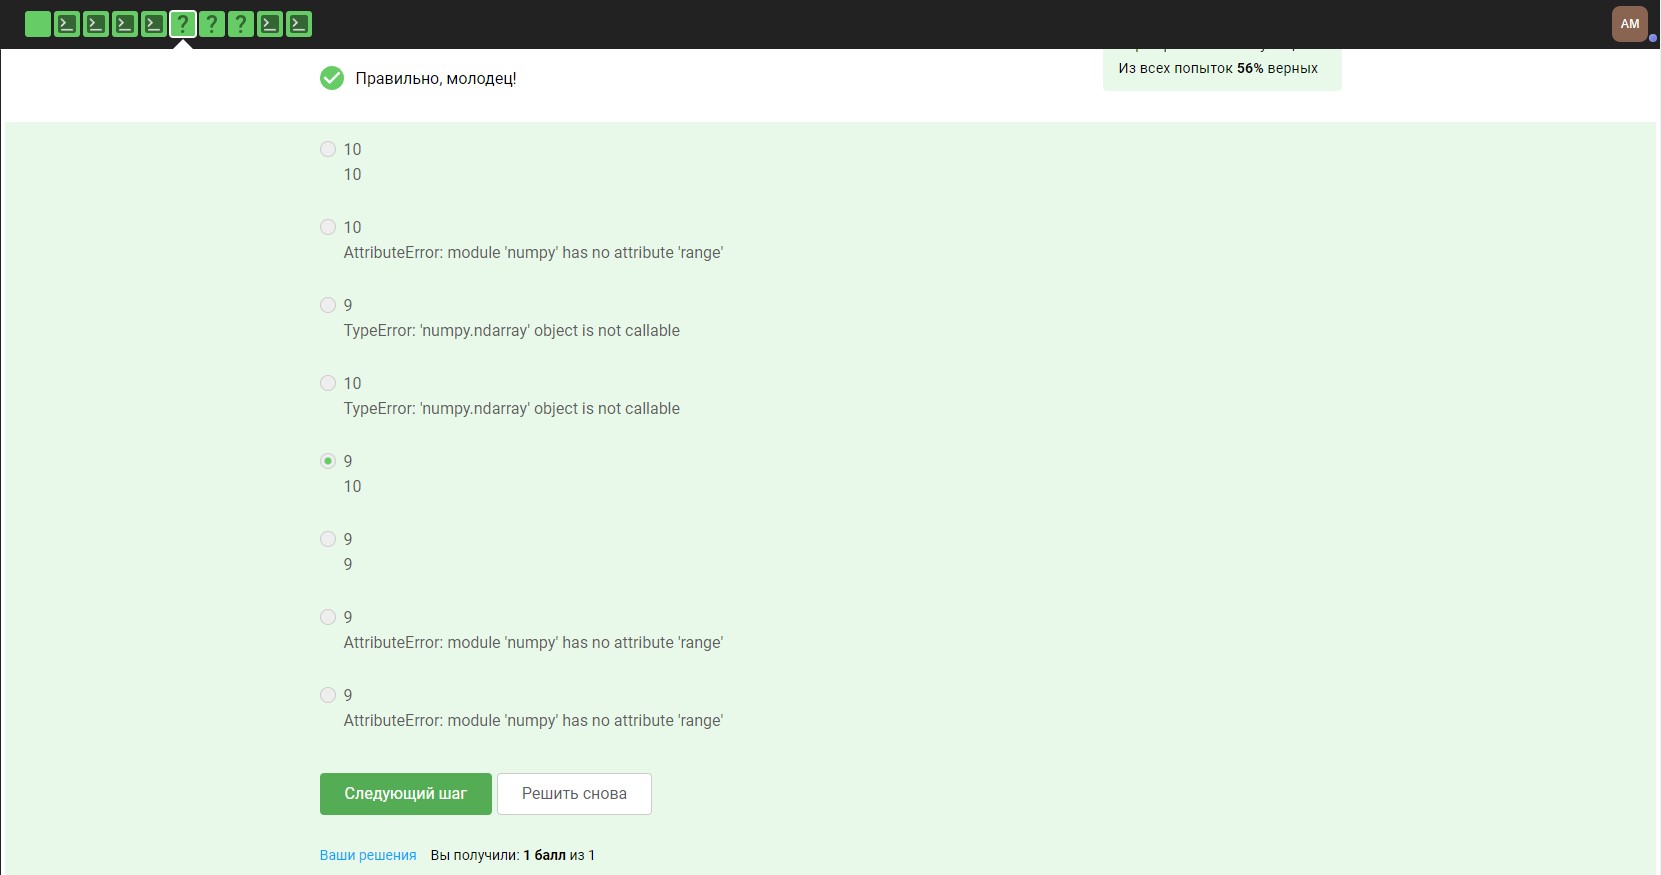 AM
Из всех попыток 56% верных
Правильно, молодец!
10
10
10
AttributeError: module 'numpy' has no attribute 'range'
9
TypeError: 'numpy.ndarray' object is not callable
10
TypeError: 'numpy.ndarray' object is not callable
9
10
9
9
9
AttributeError: module 'numpy' has no attribute 'range'
9
AttributeError: module 'numpy' has no attribute 'range'
Следующий шаг
Решить снова
Ваши решения Вы получили: 1 балл из 1